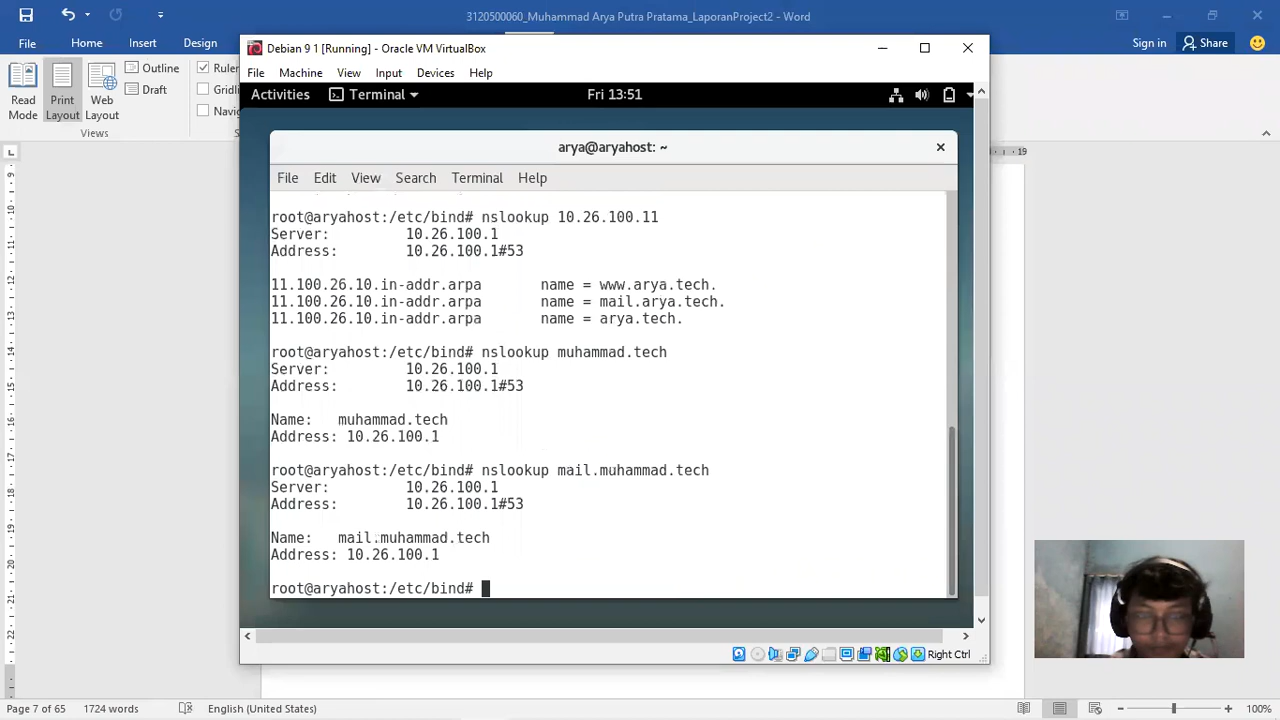 3120500060_Muhammad Arya Putra Pratama_LaporanProject2 - Word
File
Home
Insert
Design
Sign in
Share
Read Mode
Print Layout
Web Layout
Outline
Draft
Views
Ruler
Debian 9 1 [Running] - Oracle VM VirtualBox
File Machine View Input Devices Help
Activities Terminal Fri 13:51
arya@aryahost: ~
File Edit View Search Terminal Help
root@aryahost:/etc/bind# nslookup 10.26.100.11
Server: 10.26.100.1
Address: 10.26.100.1#53
11.100.26.10.in-addr.arpa name = www.arya.tech.
11.100.26.10.in-addr.arpa name = mail.arya.tech.
11.100.26.10.in-addr.arpa name = arya.tech.
root@aryahost:/etc/bind# nslookup muhammad.tech
Server: 10.26.100.1
Address: 10.26.100.1#53
Name: muhammad.tech
Address: 10.26.100.1
root@aryahost:/etc/bind# nslookup mail.muhammad.tech
Server: 10.26.100.1
Address: 10.26.100.1#53
Name: mail.muhammad.tech
Address: 10.26.100.1
root@aryahost:/etc/bind#
Right Ctrl
Page 7 of 65 1724 words English (United States) 100%